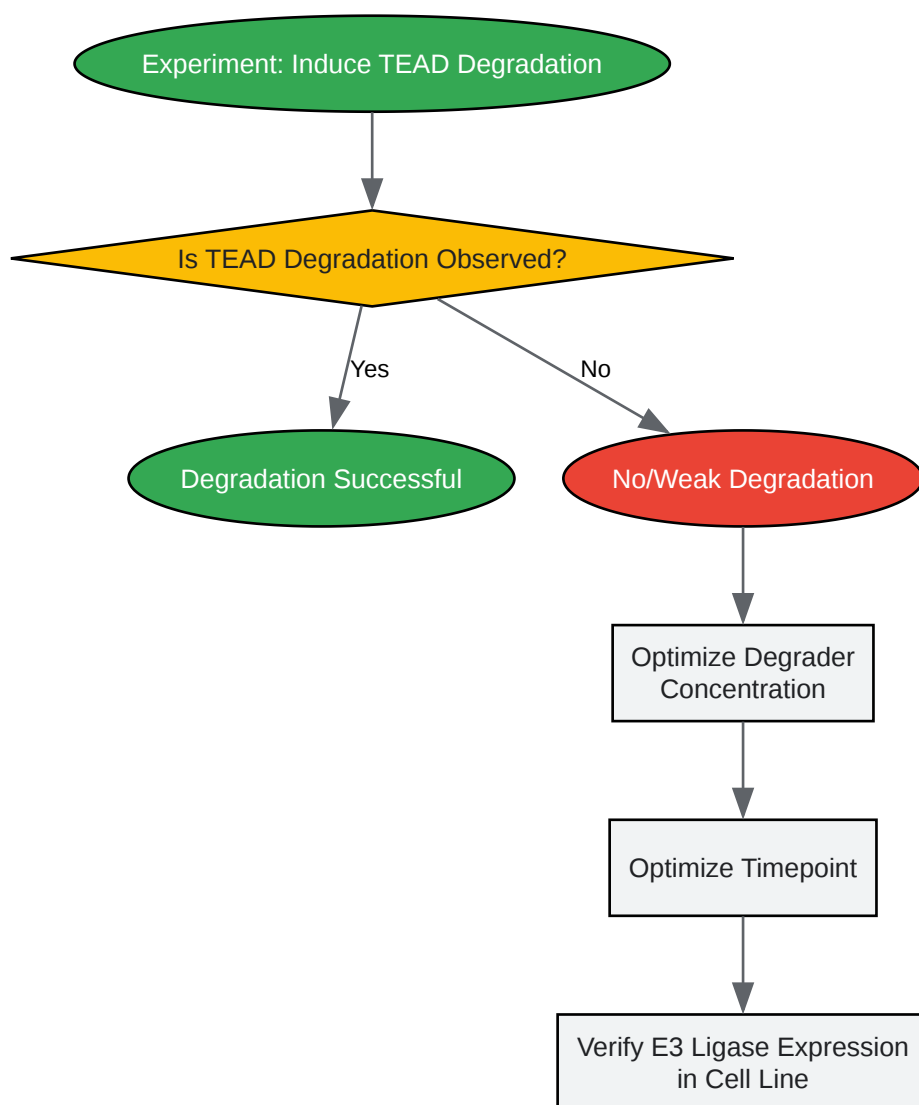 Experiment: Induce TEAD Degradation
Is TEAD Degradation Observed?
Yes
No
Degradation Successful
No/Weak Degradation
Optimize Degrader
Concentration
Optimize Timepoint
Verify E3 Ligase Expression
in Cell Line